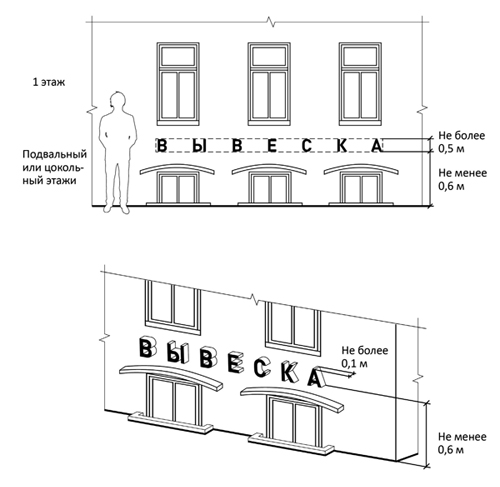 1 этаж
Не более
0,5 м
В Ы В Е С К А
Подвальный
или цоколь-
ный этажи
Не менее
0,6 м
ВЫВЕСКА
Не более
0,1 м
Не менее
0,6 м